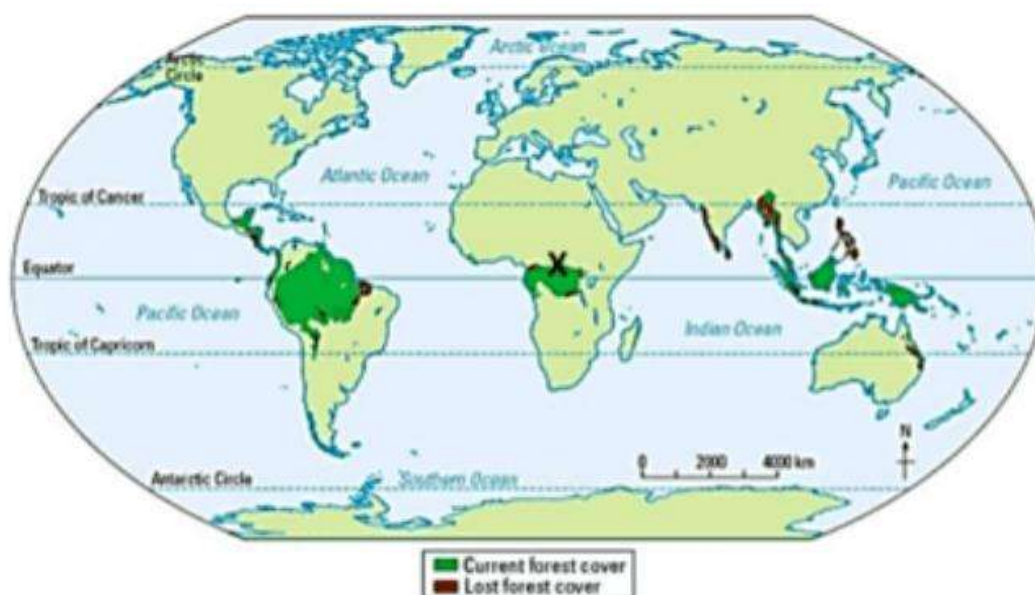 Arctic Ocean
Arctic
Circle
Atlantic Ocean
Pacific Ocean
Tropic of Cancer
X
Equator
Pacific Ocean
Indian Ocean
Tropic of Capricorn
N
0 2000 4000 km
Antarctic Circle
Southern Ocean
Current forest cover
Lost forest cover